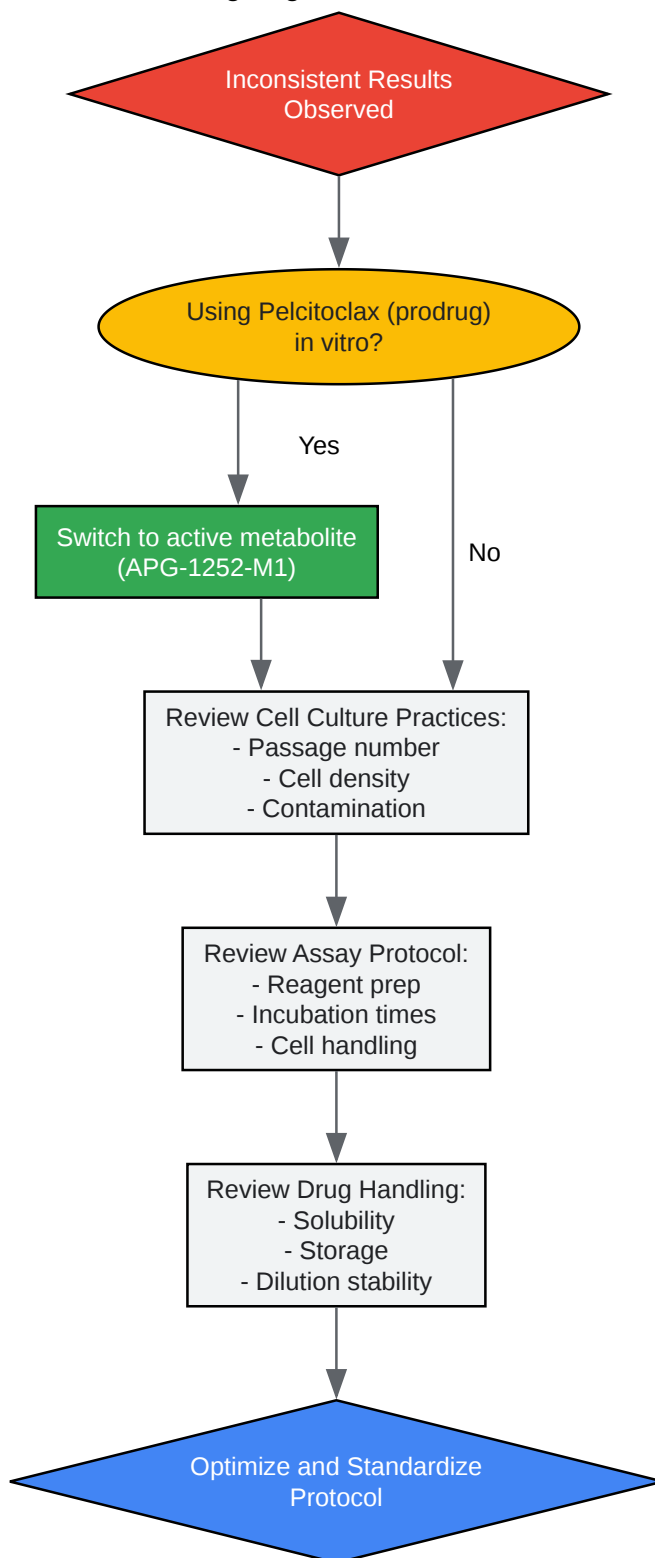 Inconsistent Results
Observed
Using Pelcitoclax (prodrug)
in vitro?
Yes
Switch to active metabolite
(APG-1252-M1)
No
Review Cell Culture Practices:
- Passage number
- Cell density
- Contamination
Review Assay Protocol:
- Reagent prep
- Incubation times
- Cell handling
Review Drug Handling:
- Solubility
- Storage
- Dilution stability
Optimize and Standardize
Protocol